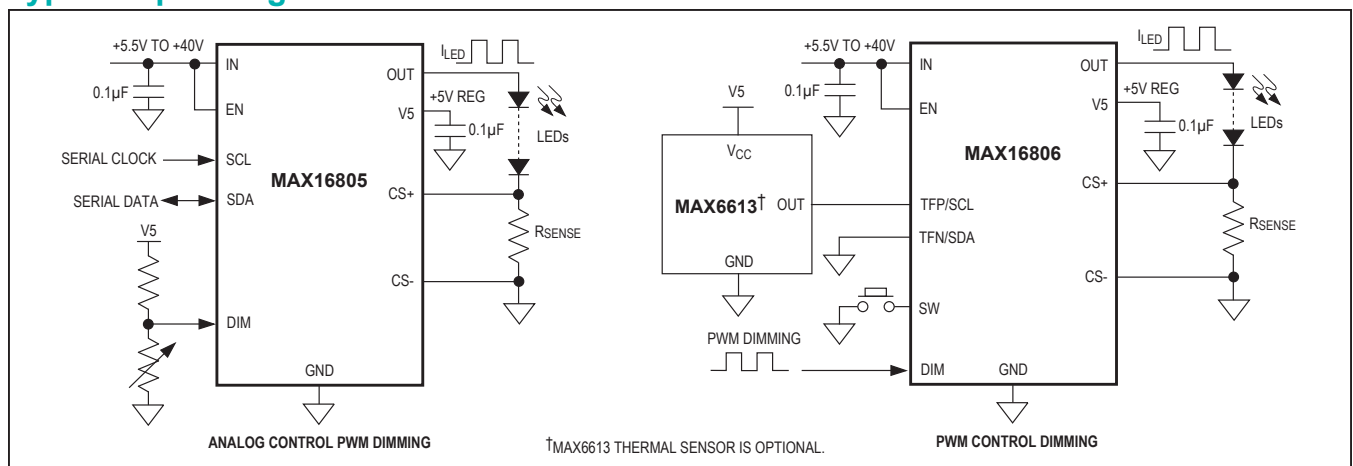 +5.5V TO +40V
0.1µF
IN
EN
SERIAL CLOCK
SCL
SERIAL DATA
SDA
V5
DIM
MAX16805
GND
OUT
V5
CS+
CS-
ILED
+5V REG
0.1µF
LEDs
RSENSE
ANALOG CONTROL PWM DIMMING
V5
VCC
MAX6613†
OUT
GND
+5.5V TO +40V
0.1µF
IN
EN
TFP/SCL
TFN/SDA
SW
PWM DIMMING
DIM
MAX16806
GND
OUT
V5
CS+
CS-
ILED
+5V REG
0.1µF
LEDs
RSENSE
†MAX6613 THERMAL SENSOR IS OPTIONAL.
PWM CONTROL DIMMING